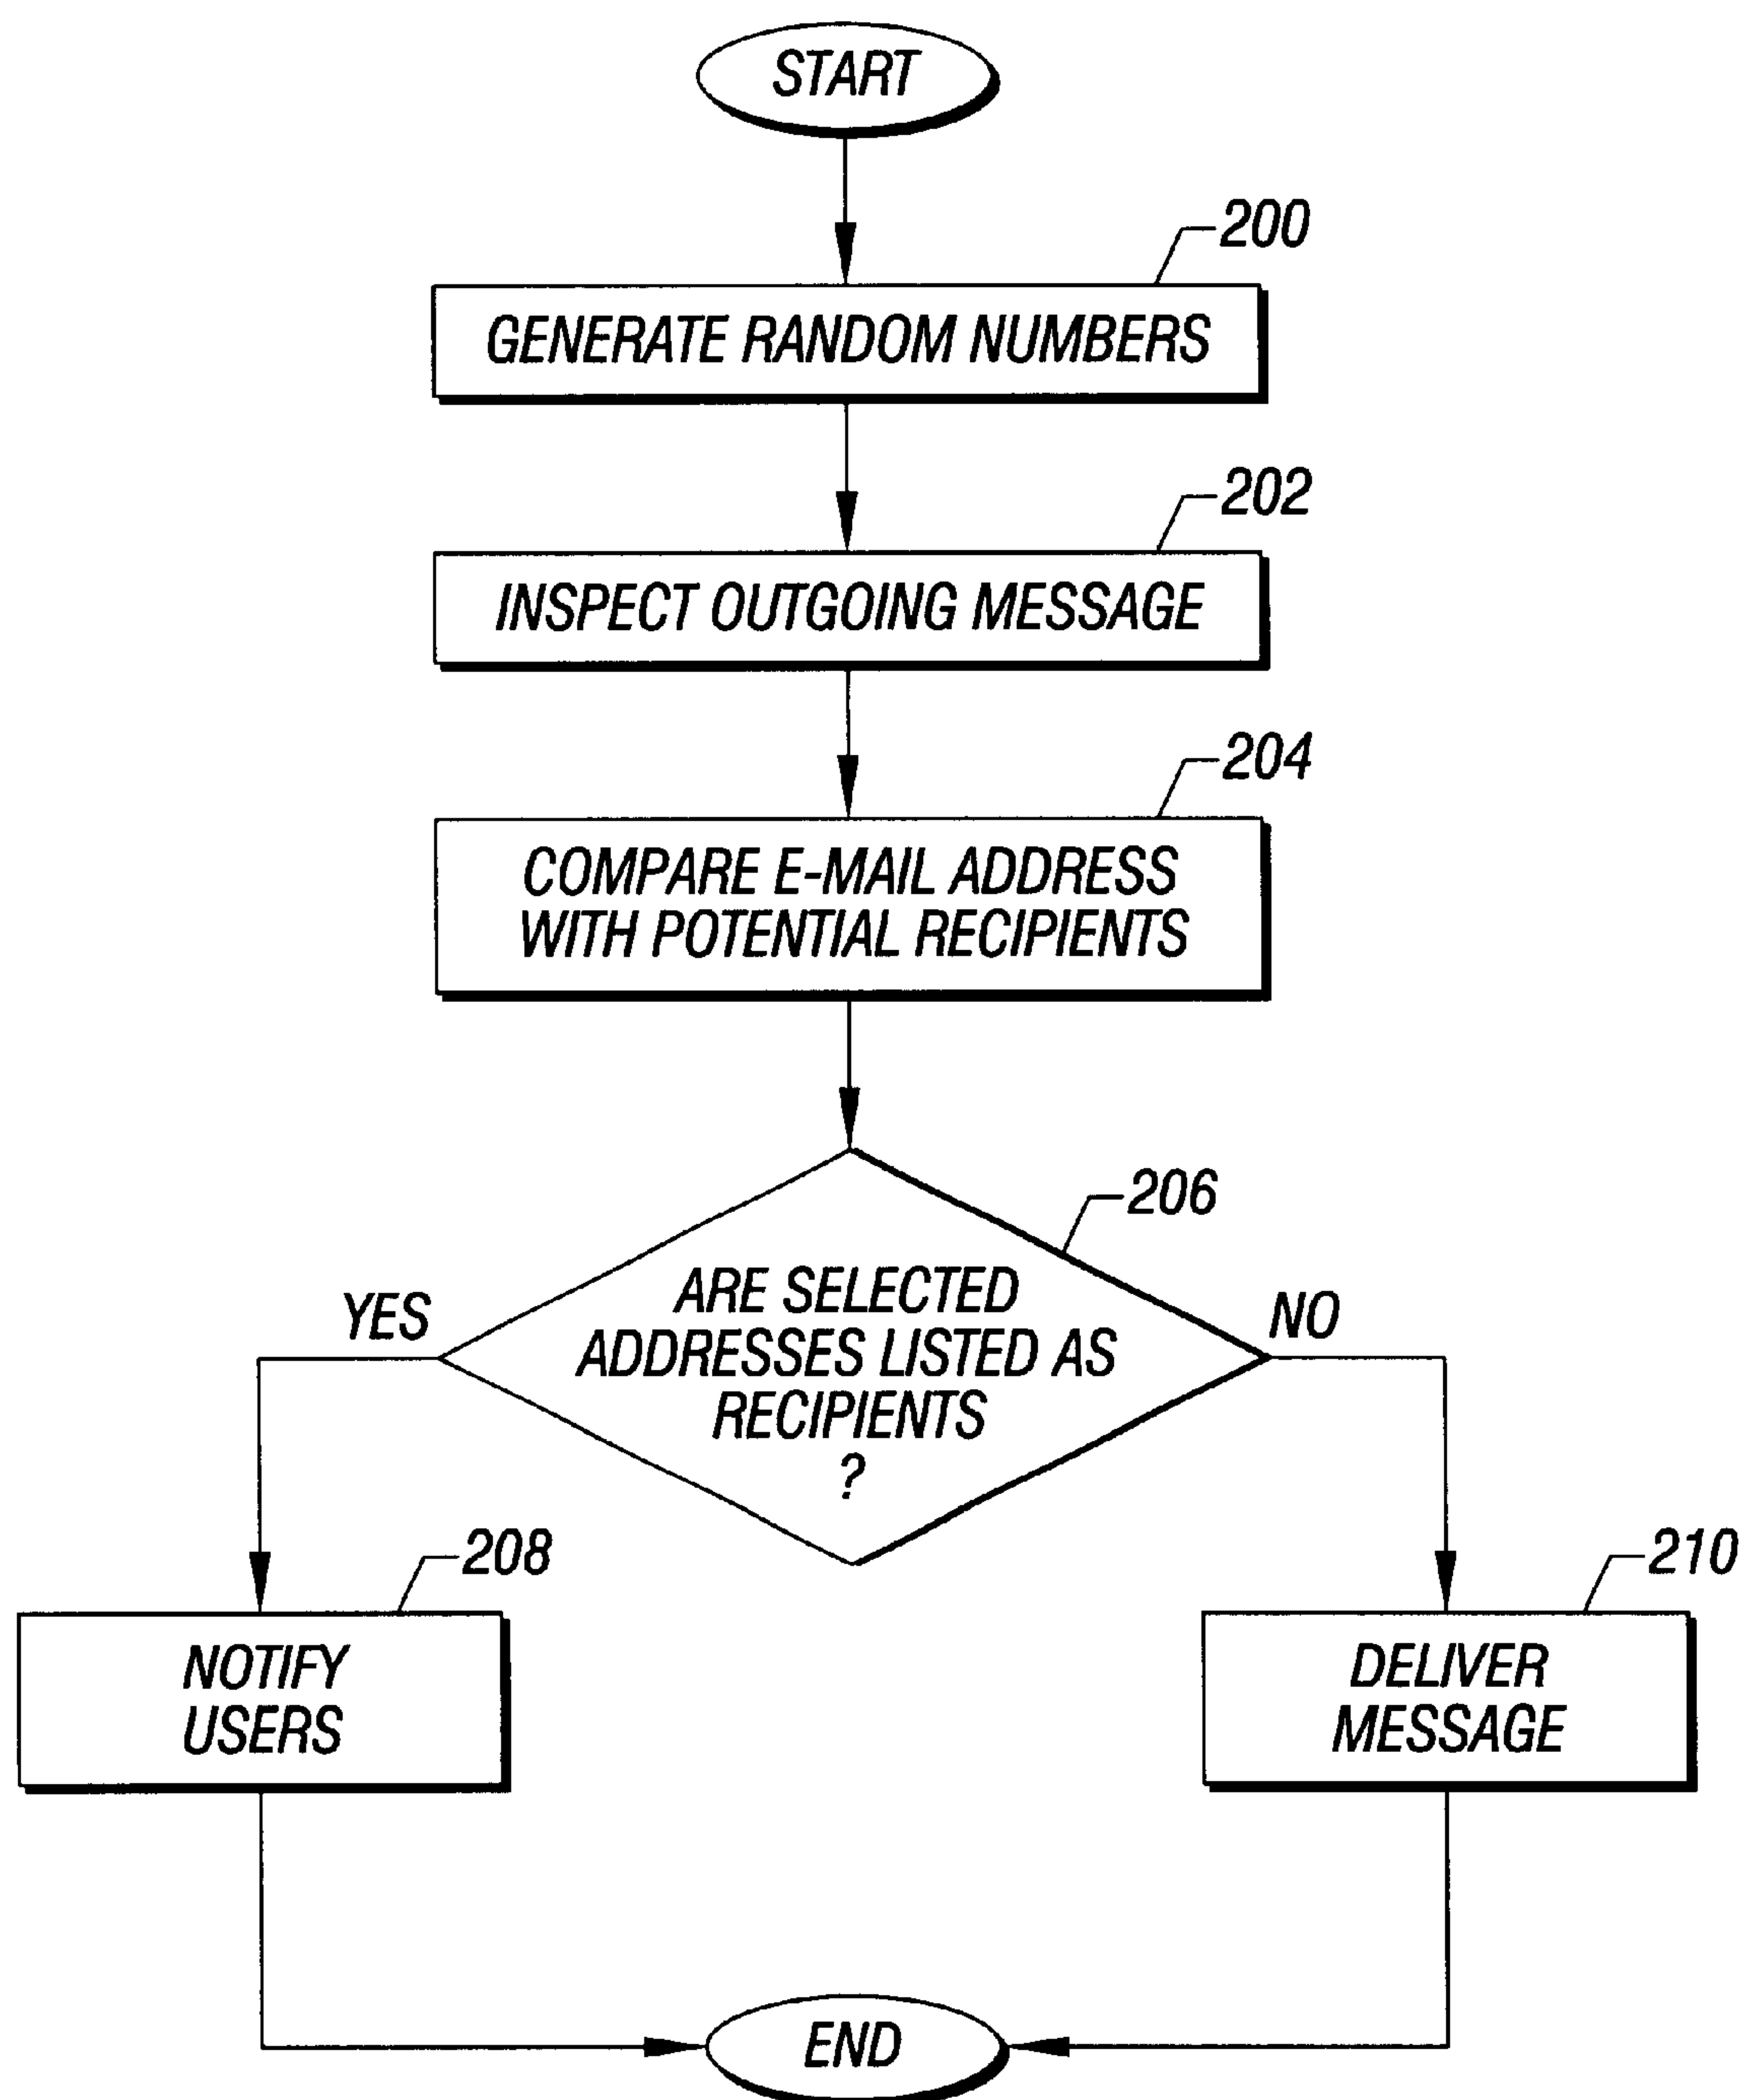 START
200
GENERATE RANDOM NUMBERS
202
INSPECT OUTGOING MESSAGE
204
COMPARE E-MAIL ADDRESS
WITH POTENTIAL RECIPIENTS
206
ARE SELECTED
ADDRESSES LISTED AS
RECIPIENTS
?
YES
NO
208
NOTIFY
USERS
210
DELIVER
MESSAGE
END